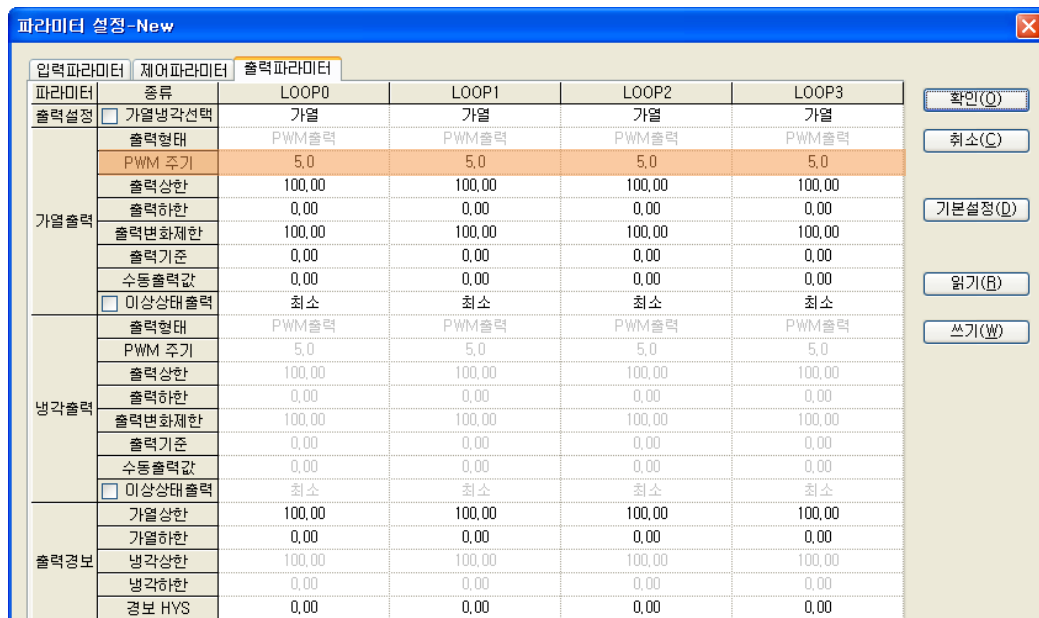 파라미터 설정-New
입력파라미터 제어파라미터 출력파라미터
파라미터 종류 LOOP0 LOOP1 LOOP2 LOOP3
출력설정 가열냉각선택 가열 가열 가열 가열
가열출력
출력형태 PWM출력 PWM출력 PWM출력 PWM출력
PWM 주기 5,0 5,0 5,0 5,0
출력상한 100,00 100,00 100,00 100,00
출력하한 0,00 0,00 0,00 0,00
출력변화제한 100,00 100,00 100,00 100,00
출력기준 0,00 0,00 0,00 0,00
수동출력값 0,00 0,00 0,00 0,00
이상상태출력 최소 최소 최소 최소
냉각출력
출력형태 PWM출력 PWM출력 PWM출력 PWM출력
PWM 주기 5,0 5,0 5,0 5,0
출력상한 100,00 100,00 100,00 100,00
출력하한 0,00 0,00 0,00 0,00
출력변화제한 100,00 100,00 100,00 100,00
출력기준 0,00 0,00 0,00 0,00
수동출력값 0,00 0,00 0,00 0,00
이상상태출력 최소 최소 최소 최소
출력경보
가열상한 100,00 100,00 100,00 100,00
가열하한 0,00 0,00 0,00 0,00
냉각상한 100,00 100,00 100,00 100,00
냉각하한 0,00 0,00 0,00 0,00
경보 HYS 0,00 0,00 0,00 0,00
확인(O)
취소(C)
기본설정(D)
읽기(R)
쓰기(W)